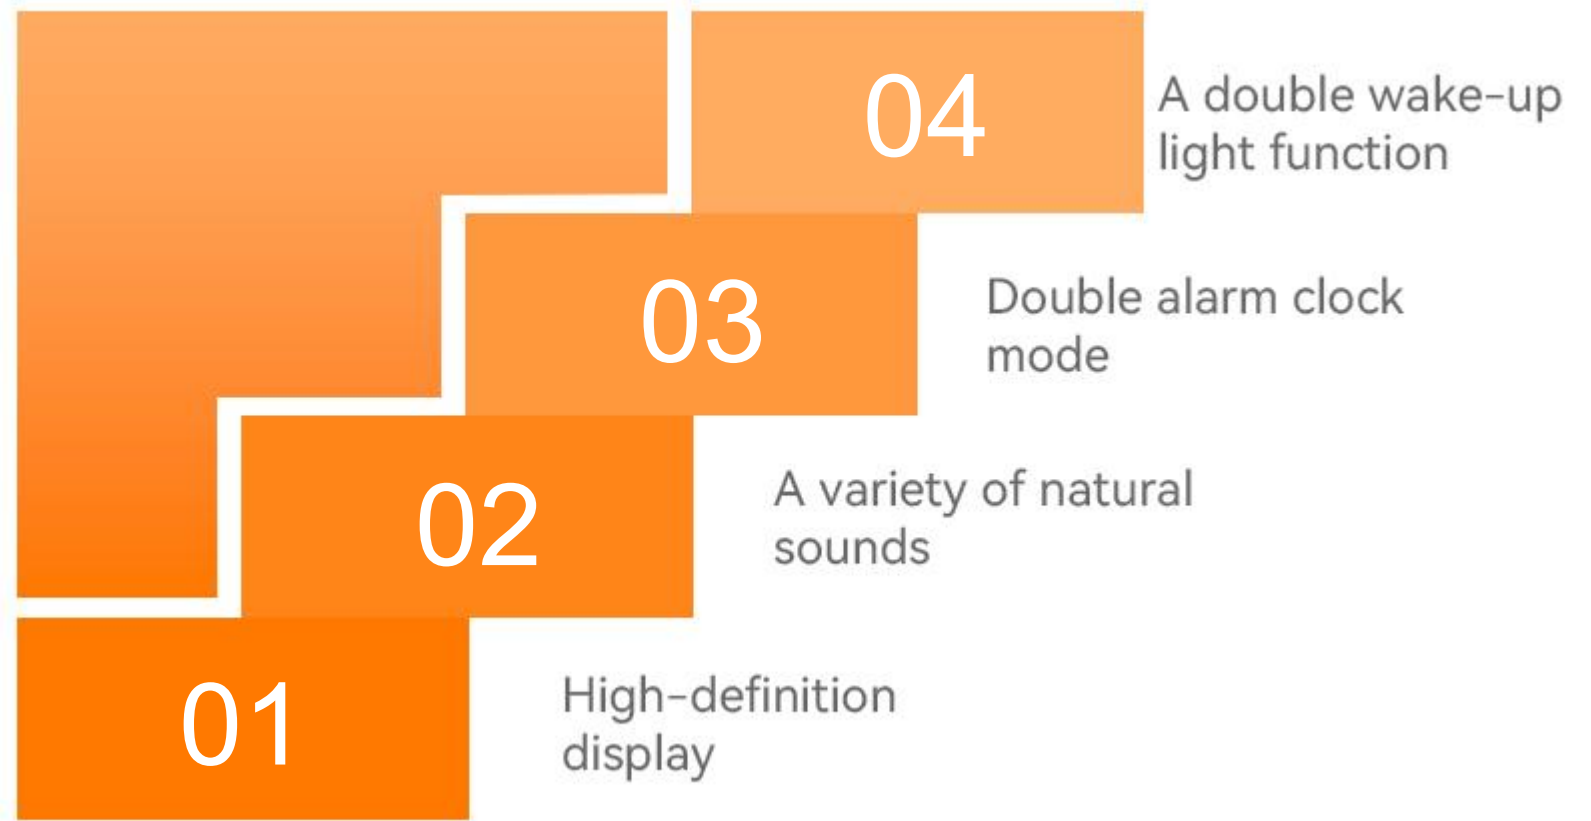 04
A double wake-up
light function
03
Double alarm clock
mode
02
A variety of natural
sounds
01
High-definition
display